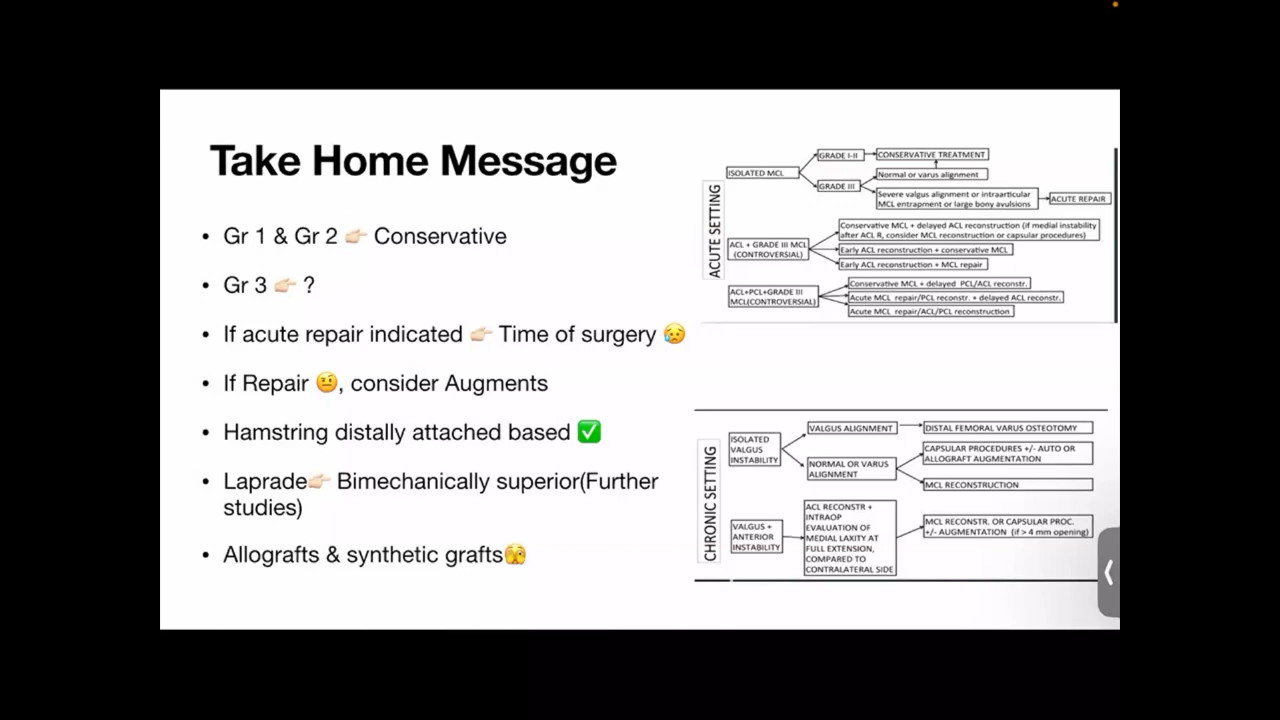 Take Home Message
• Gr 1 & Gr 2 👉🏻 Conservative
• Gr 3 👉🏻 ?
• If acute repair indicated 👉🏻 Time of surgery 😥
• If Repair 🤨, consider Augments
• Hamstring distally attached based ✅
• Laprade👉🏻 Bimechanically superior(Further
studies)
• Allografts & synthetic grafts🫣
ACUTE SETTING
ISOLATED MCL
GRADE I-II
CONSERVATIVE TREATMENT
GRADE III
Normal or varus alignment
Severe valgus alignment or intraarticular
MCL entrapment or large bony avulsions
ACUTE REPAIR
ACL + GRADE III MCL
(CONTROVERSIAL)
Conservative MCL + delayed ACL reconstruction (if medial instability
after ACL R, consider MCL reconstruction or capsular procedures)
Early ACL reconstruction + conservative MCL
Early ACL reconstruction + MCL repair
ACL+PCL+GRADE III
MCL(CONTROVERSIAL)
Conservative MCL + delayed PCL/ACL reconstr.
Acute MCL repair/PCL reconstr. + delayed ACL reconstr.
Acute MCL repair/ACL/PCL reconstruction
CHRONIC SETTING
ISOLATED
VALGUS
INSTABILITY
VALGUS ALIGNMENT
DISTAL FEMORAL VARUS OSTEOTOMY
NORMAL OR VARUS
ALIGNMENT
CAPSULAR PROCEDURES +/- AUTO OR
ALLOGRAFT AUGMENTATION
MCL RECONSTRUCTION
VALGUS +
ANTERIOR
INSTABILITY
ACL RECONSTR +
INTRAOP
EVALUATION OF
MEDIAL LAXITY AT
FULL EXTENSION,
COMPARED TO
CONTRALATERAL SIDE
MCL RECONSTR. OR CAPSULAR PROC.
+/- AUGMENTATION (if > 4 mm opening)